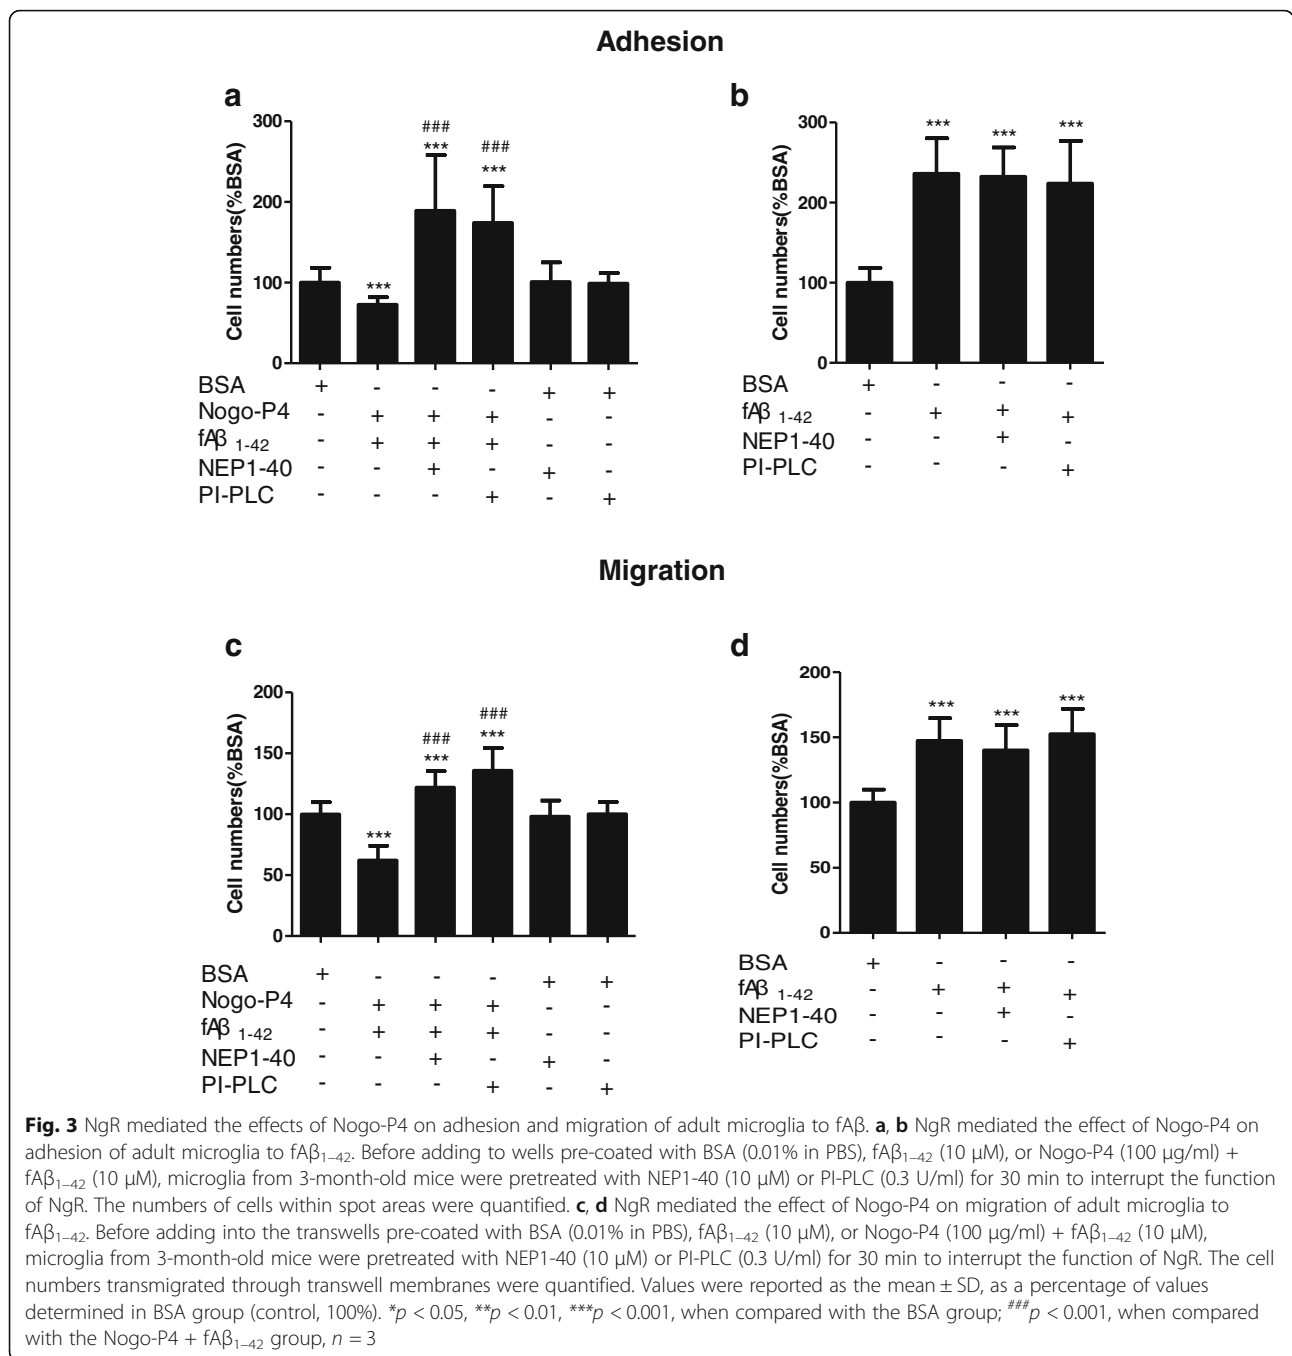 Adhesion
a
b
### 
*** 
###
***
***
300
200
100
0
Cell numbers(%BSA)
BSA + - - - + +
Nogo-P4 - + + + - -
fAβ 1-42 - + + + - -
NEP1-40 - - + - + -
PI-PLC - - - + - +
*** *** ***
300
200
100
0
Cell numbers(%BSA)
BSA + - - -
fAβ 1-42 - + + +
NEP1-40 - - + -
PI-PLC - - - +
Migration
c
d
###
***
###
***
***
200
150
100
50
0
Cell numbers(%BSA)
BSA + - - - + +
Nogo-P4 - + + + - -
fAβ 1-42 - + + + - -
NEP1-40 - - + - + -
PI-PLC - - - + - +
*** *** ***
200
150
100
50
0
Cell numbers(%BSA)
BSA + - - -
fAβ 1-42 - + + +
NEP1-40 - - + -
PI-PLC - - - +
Fig. 3 NgR mediated the effects of Nogo-P4 on adhesion and migration of adult microglia to fAβ. a, b NgR mediated the effect of Nogo-P4 on
adhesion of adult microglia to fAβ1–42. Before adding to wells pre-coated with BSA (0.01% in PBS), fAβ1–42 (10 μM), or Nogo-P4 (100 μg/ml) +
fAβ1–42 (10 μM), microglia from 3-month-old mice were pretreated with NEP1-40 (10 μM) or PI-PLC (0.3 U/ml) for 30 min to interrupt the function
of NgR. The numbers of cells within spot areas were quantified. c, d NgR mediated the effect of Nogo-P4 on migration of adult microglia to
fAβ1–42. Before adding into the transwells pre-coated with BSA (0.01% in PBS), fAβ1–42 (10 μM), or Nogo-P4 (100 μg/ml) + fAβ1–42 (10 μM),
microglia from 3-month-old mice were pretreated with NEP1-40 (10 μM) or PI-PLC (0.3 U/ml) for 30 min to interrupt the function of NgR. The cell
numbers transmigrated through transwell membranes were quantified. Values were reported as the mean ± SD, as a percentage of values
determined in BSA group (control, 100%). *p < 0.05, **p < 0.01, ***p < 0.001, when compared with the BSA group; ###p < 0.001, when compared
with the Nogo-P4 + fAβ1–42 group, n = 3